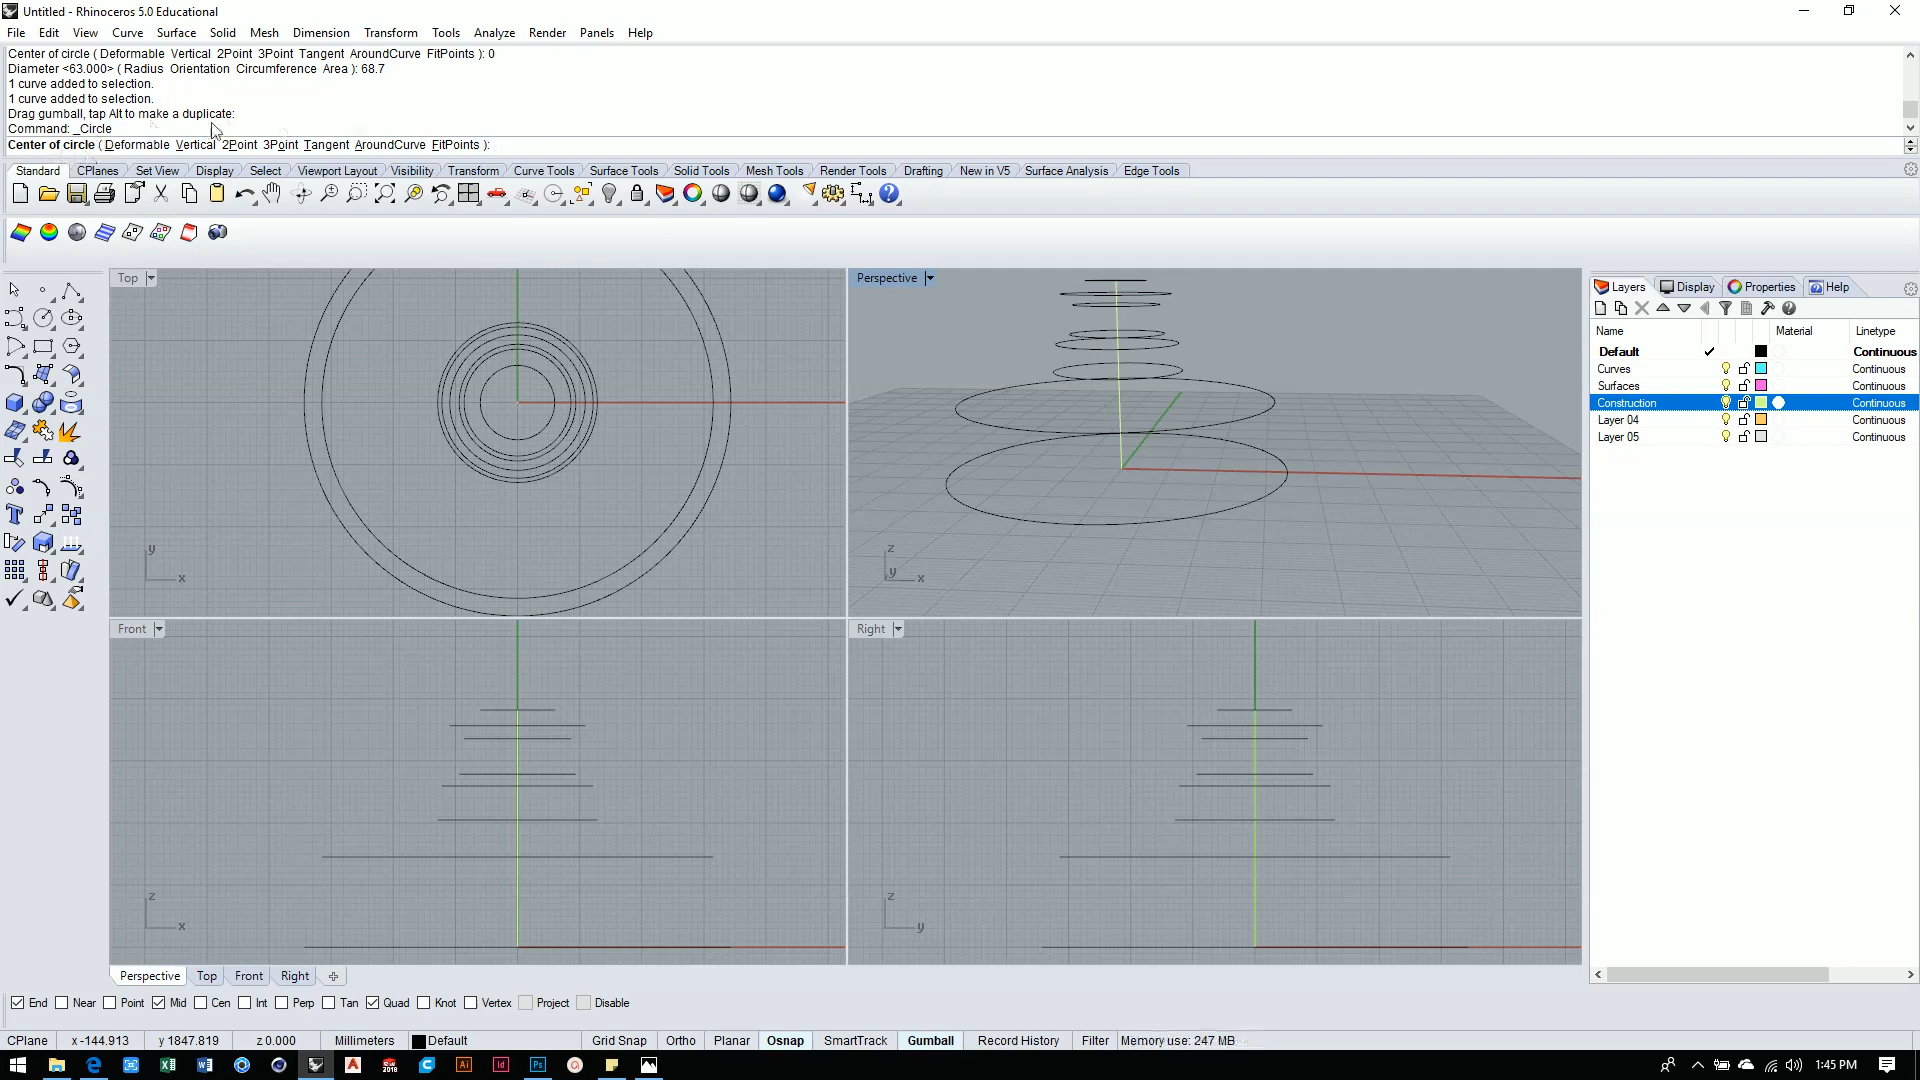 Untitled - Rhinoceros 5.0 Educational
File Edit View Curve Surface Solid Mesh Dimension Transform Tools Analyze Render Panels Help
Center of circle ( Deformable Vertical 2Point 3Point Tangent AroundCurve FitPoints ): 0
Diameter <63.000> ( Radius Orientation Circumference Area ): 68.7
1 curve added to selection.
1 curve added to selection.
Drag gumball, tap Alt to make a duplicate:
Command: _Circle
Center of circle ( Deformable Vertical 2Point 3Point Tangent AroundCurve FitPoints ):
Standard CPlanes Set View Display Select Viewport Layout Visibility Transform Curve Tools Surface Tools Solid Tools Mesh Tools Render Tools Drafting New in V5 Surface Analysis Edge Tools
Top
Perspective
Layers Display Properties Help
Name Material Linetype
Default Continuous
Curves Continuous
Surfaces Continuous
Construction Continuous
Layer 04 Continuous
Layer 05 Continuous
y
x
z
y x
Front
Right
z
x
z
y
Perspective Top Front Right
End Near Point Mid Cen Int Perp Tan Quad Knot Vertex Project Disable
CPlane x -144.913 y 1847.819 z 0.000 Millimeters Default Grid Snap Ortho Planar Osnap SmartTrack Gumball Record History Filter Memory use: 247 MB
1:45 PM